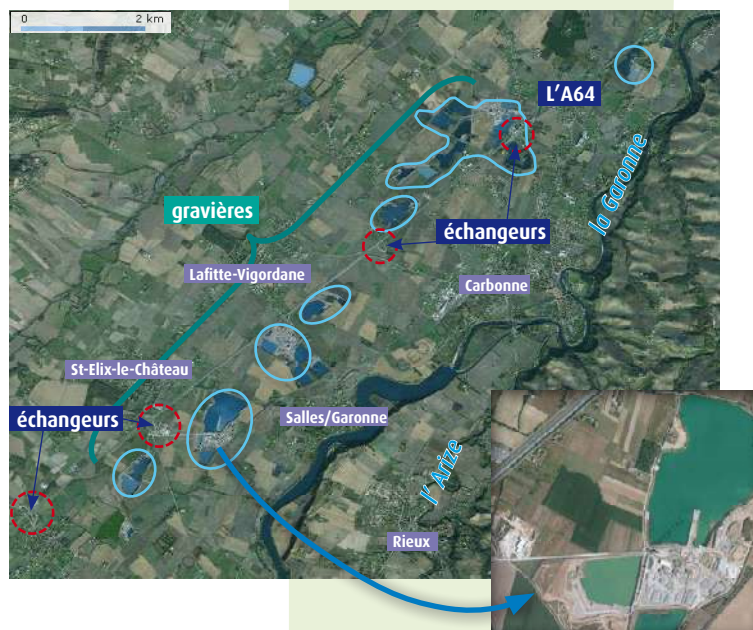 0 2 km
L'A64
la Garonne
gravières
échangeurs
Lafitte-Vigordane
Carbonne
St-Elix-le-Château
échangeurs
Salles/Garonne
l'Arize
Rieux